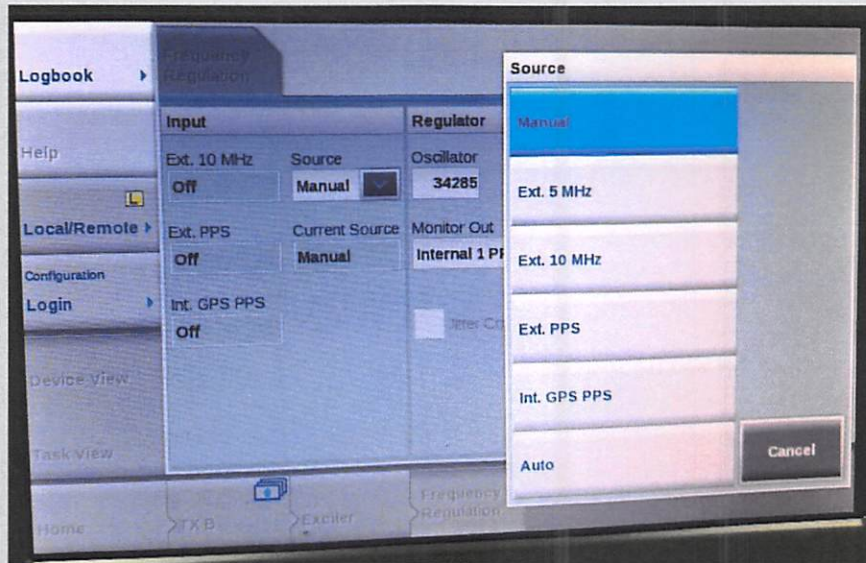 Logbook
Help
Local/Remote
Configuration
Login
Device View
Task View
Frequency
Regulation
Input
Ext. 10 MHz
Off
Source
Manual
Ext. PPS
Off
Current Source
Manual
Int. GPS PPS
Off
Regulator
Oscillator
34285
Monitor Out
Internal 1 P
Jitter
Source
Manual
Ext. 5 MHz
Ext. 10 MHz
Ext. PPS
Int. GPS PPS
Auto
Cancel
Home
TX B
Exciter
Frequency
Regulation